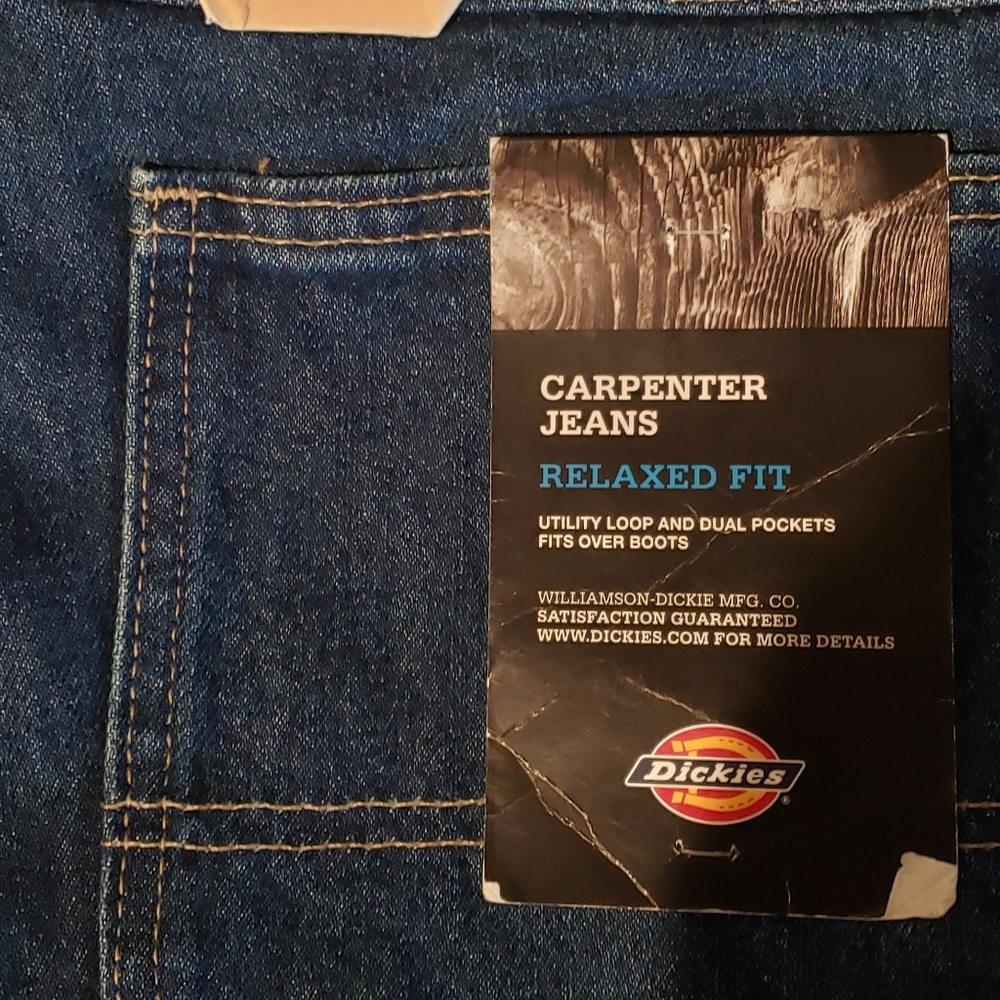 CARPENTER
JEANS
RELAXED FIT
UTILITY LOOP AND DUAL POCKETS
FITS OVER BOOTS
WILLIAMSON-DICKIE MFG. CO.
SATISFACTION GUARANTEED
WWW.DICKIES.COM FOR MORE DETAILS
Dickies®